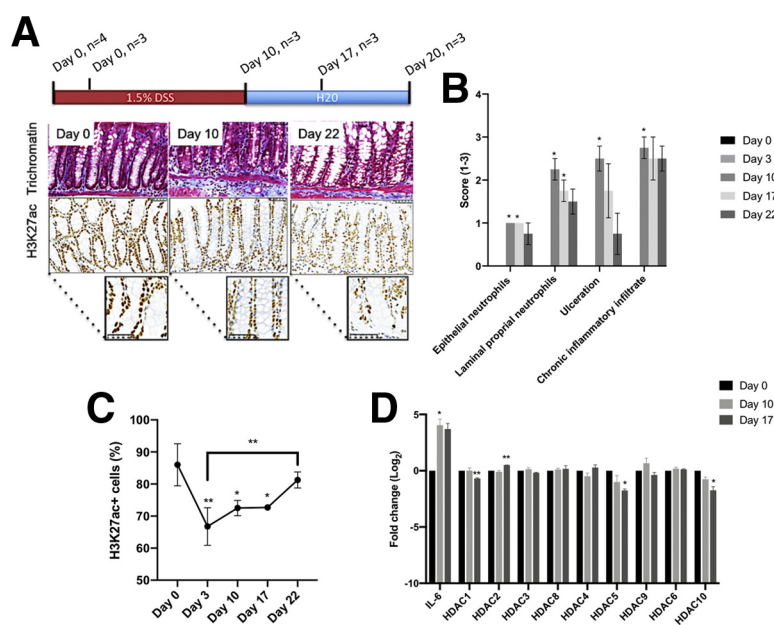 A
Day 0, n=4
Day 0, n=3
Day 10, n=3
Day 17, n=3
Day 20, n=3
1.5% DSS
H20
Trichromatin
Day 0
Day 10
Day 22
H3K27ac
B
Score (1-3)
4
3
2
1
0
Epithelial neutrophils
Laminal proprial neutrophils
Ulceration
Chronic inflammatory infiltrate
* * * * * *
Day 0
Day 3
Day 10
Day 17
Day 22
C
H3K27ac+ cells (%)
100
90
80
70
60
50
**
**
*
*
Day 0
Day 3
Day 10
Day 17
Day 22
D
Day 0
Day 10
Day 17
Fold change (Log2)
5
0
-5
-10
*
**
**
*
*
IL-6
HDAC1
HDAC2
HDAC3
HDAC8
HDAC4
HDAC5
HDAC9
HDAC6
HDAC10